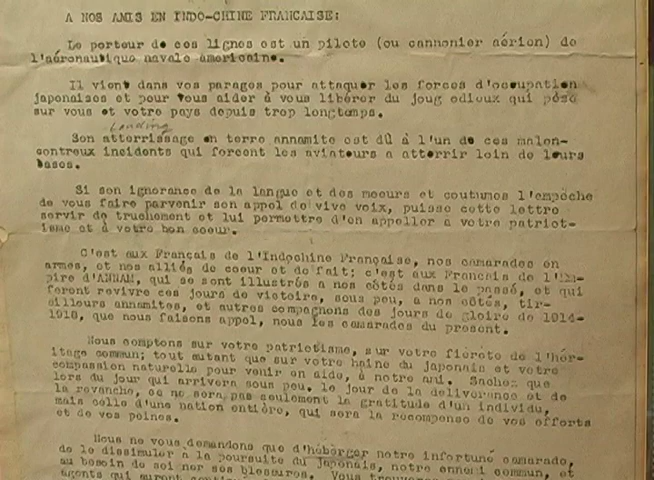 A NOS AMIS EN INDO-CHINE FRANCAISE:
Le porteur de ces lignes est un pilote (ou cannonier aérien) de
l'aéronautique navale américaine.
Il vient dans vos parages pour attaquer les forces d'occupation
japonaises et pour vous aider à vous libérer du joug odieux qui pèse
sur vous et votre pays depuis trop longtemps.
Landing
Son atterrissage en terre annamite est dû à l'un de ces malen-
contreux incidents qui forcent les aviateurs a atterrir loin de leurs
bases.
Si son ignorance de la langue et des moeurs et coutumes l'empêche
de vous faire parvenir son appel de vive voix, puisse cette lettre
servir de truchement et lui permettre d'en appeller a votre patriot-
isme et à votre bon coeur.
C'est aux Français de l'Indochine Française, nos camarades en
armes, et nos alliés de coeur et de fait; c'est aux Francais de l'Em-
pire d'ANNAM, qui se sont illustrés a nos côtés dans le passé, et qui
feront revivre ces jours de victoire, sous peu, a nos côtés, tir-
ailleurs annamites, et autres compagnons des jours de gloire de 1914-
1918, que nous faisons appel, nous les camarades du present.
Nous comptons sur votre patriotisme, sur votre fiérete de l'hér-
itage commun; tout autant que sur votre haine du japonais et votre
compassion naturelle pour venir en aide, à notre ami. Sachez que
lors du jour qui arrivera sous peu, le jour de la deliverance et de
la revanche, ce ne sera pas seulement la gratitude d'un individu,
mais celle d'une nation entière, qui sera la recompense de vos efforts
et de vos peines.
Nous ne vous demandons que d'héberger notre infortuné camarade,
de le dissimuler à la poursuite du Japonais, notre ennemi commun, et
au besoin de soigner ses blessures. Vous
agents qui